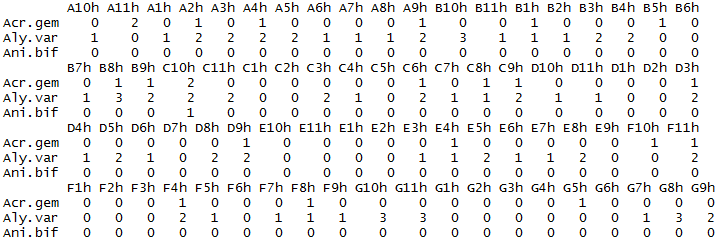 A10h A11h A1h A2h A3h A4h A5h A6h A7h A8h A9h B10h B11h B1h B2h B3h B4h B5h B6h
Acr.gem 0 2 0 1 0 1 0 0 0 0 1 0 0 1 0 0 0 1 0
Aly.var 1 0 1 2 2 2 2 1 1 1 2 3 1 1 1 2 2 0 0
Ani.bif 0 0 0 0 0 0 0 0 0 0 0 0 0 0 0 0 0 0 0
B7h B8h B9h C10h C11h C1h C2h C3h C4h C5h C6h C7h C8h C9h D10h D11h D1h D2h D3h
Acr.gem 0 1 1 2 0 0 0 0 0 0 1 0 1 1 0 0 0 0 1
Aly.var 1 3 2 2 2 0 0 2 1 0 2 1 1 2 1 1 0 0 2
Ani.bif 0 0 0 1 0 0 0 0 0 0 0 0 0 0 0 0 0 0 0
D4h D5h D6h D7h D8h D9h E10h E11h E1h E2h E3h E4h E5h E6h E7h E8h E9h F10h F11h
Acr.gem 0 0 0 0 0 1 0 0 0 0 0 1 0 0 0 0 0 1 1
Aly.var 1 2 1 0 2 2 0 0 0 0 1 1 2 1 1 2 0 0 2
Ani.bif 0 0 0 0 0 0 0 0 0 0 0 0 0 0 0 0 0 0 0
F1h F2h F3h F4h F5h F6h F7h F8h F9h G10h G11h G1h G2h G3h G4h G5h G6h G7h G8h G9h
Acr.gem 0 0 0 1 0 0 0 1 0 0 0 0 0 0 0 1 0 0 0 0
Aly.var 0 0 0 2 1 0 1 1 1 3 3 0 0 0 0 0 0 1 3 2
Ani.bif 0 0 0 0 0 0 0 0 0 0 0 0 0 0 0 0 0 0 0 0